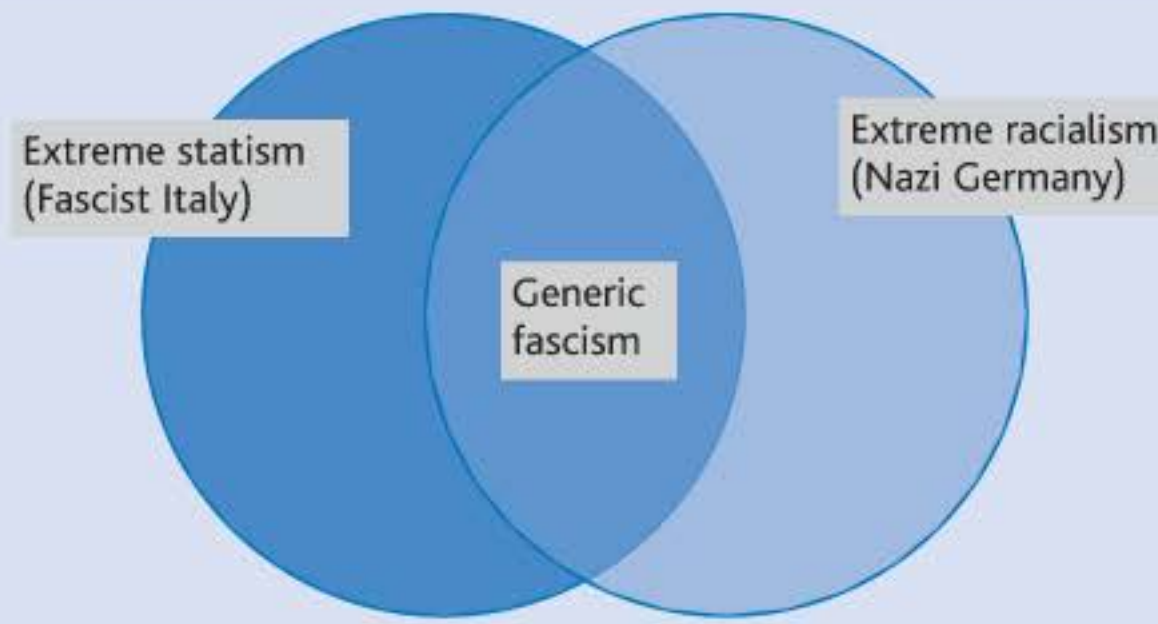 Extreme statism
(Fascist Italy)
Extreme racialism
(Nazi Germany)
Generic
fascism